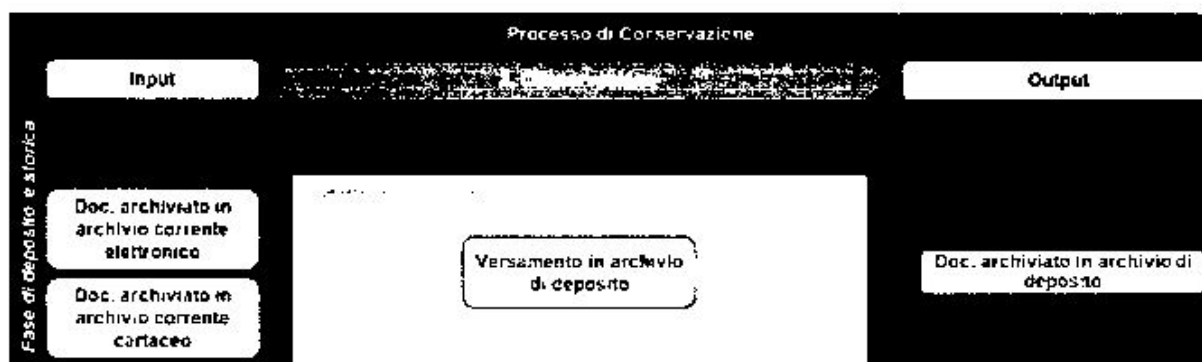 Processo di Conservazione
Input
Output
Fase di deposito e storica
Doc. archiviato in
archivio corrente
elettronico
Doc. archiviato in
archivio corrente
cartaceo
Versamento in archivio
di deposito
Doc. archiviato in archivio di
deposito